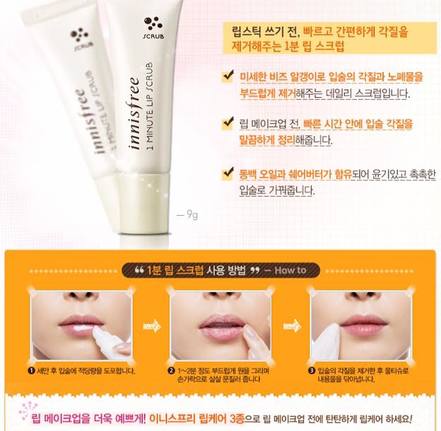 SCRUB
innisfree
1 MINUTE LIP SCRUB
SCRUB
innisfree
1 MINUTE LIP SCRUB
9g
립스틱 쓰기 전, 빠르고 간편하게 각질을
제거해주는 1분 립 스크럽
미세한 비즈 알갱이로 입술의 각질과 노폐물을
부드럽게 제거해주는 데일리 스크럽입니다.
립 메이크업 전, 빠른 시간 안에 입술 각질을
말끔하게 정리해줍니다.
동백 오일과 쉐어버터가 함유되어 윤기있고 촉촉한
입술로 가꿔줍니다.
❝ 1분 립 스크럽 사용 방법 ❞ — How to
1 세안 후 입술에 적당량을 도포합니다.
2 1~2분 정도 부드럽게 원을 그리며
손가락으로 살살 문질러 줍니다
3 입술의 각질을 제거한 후 물티슈로
내용물을 닦아냅니다.
립 메이크업을 더욱 예쁘게! 이니스프리 립케어 3종으로 립 메이크업 전에 탄탄하게 립케어 하세요!